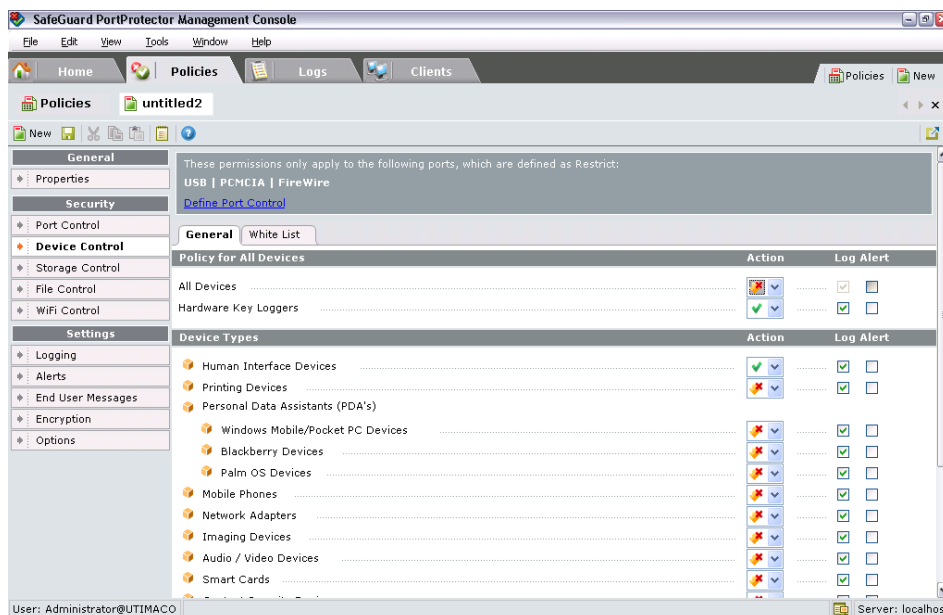 SafeGuard PortProtector Management Console
File Edit View Tools Window Help
Home Policies Logs Clients Policies New
Policies untitled2
New
General
Properties
Security
Port Control
Device Control
Storage Control
File Control
WiFi Control
Settings
Logging
Alerts
End User Messages
Encryption
Options
These permissions only apply to the following ports, which are defined as Restrict:
USB | PCMCIA | FireWire
Define Port Control
General White List
Policy for All Devices Action Log Alert
All Devices
Hardware Key Loggers
Device Types Action Log Alert
Human Interface Devices
Printing Devices
Personal Data Assistants (PDA's)
Windows Mobile/Pocket PC Devices
Blackberry Devices
Palm OS Devices
Mobile Phones
Network Adapters
Imaging Devices
Audio / Video Devices
Smart Cards
User: Administrator@UTIMACO Server: localhos